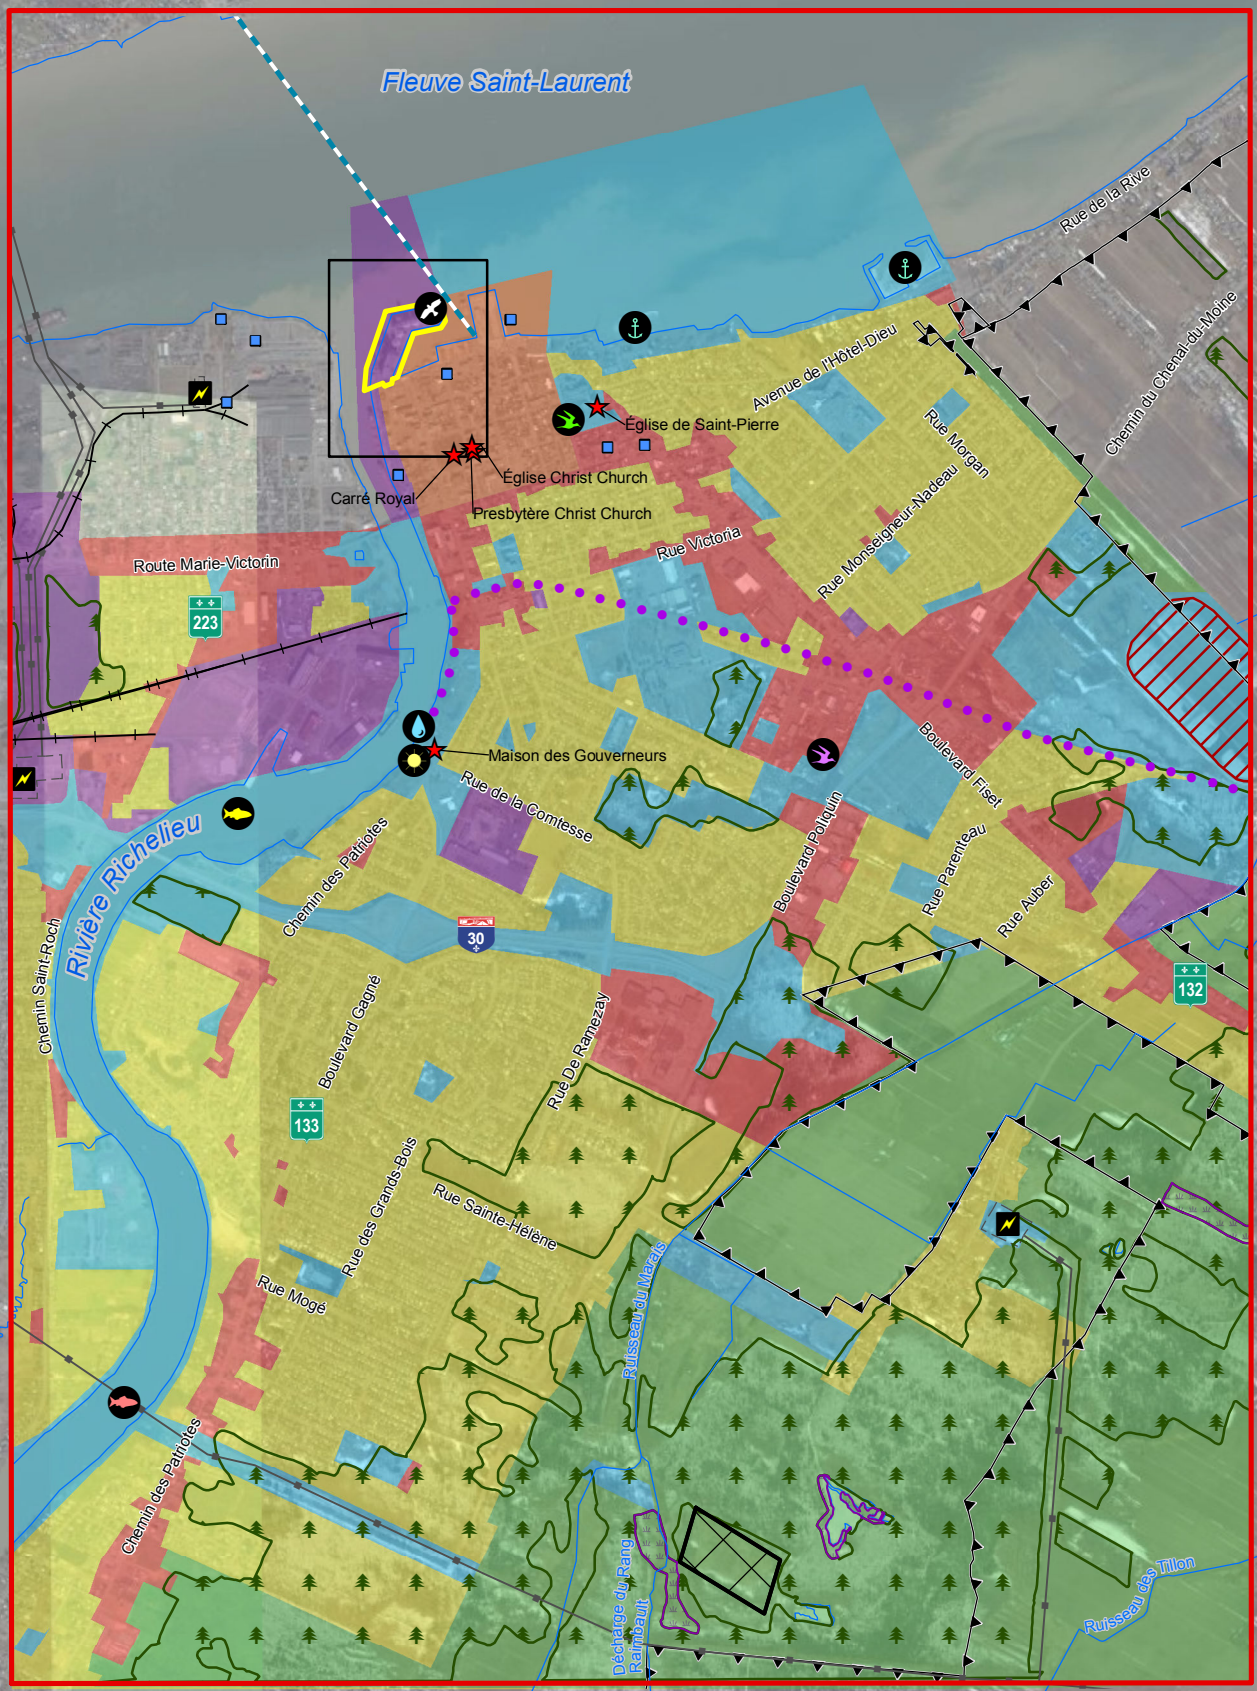 Fleuve Saint-Laurent
Rue de la Rive
Chemin du Chenal-du-Moine
Avenue de l'Hôtel-Dieu
Église de Saint-Pierre
Rue Morgan
Église Christ Church
Carré Royal
Presbytère Christ Church
Rue Monseigneur-Nadeau
Rue Victoria
Route Marie-Victorin
223
Maison des Gouverneurs
Boulevard Fiset
Rue de la Comtesse
Rivière Richelieu
Chemin des Patriotes
Boulevard Poliquin
Rue Parenteau
Rue Auber
30
Chemin Saint-Roch
132
Boulevard Gagné
Rue De Ramezay
133
Rue des Grands-Bois
Rue Sainte-Hélène
Rue Mogé
Ruisseau du Marais
Chemin des Patriotes
Décharge du Rang
Raimbault
Ruisseau des Tillon